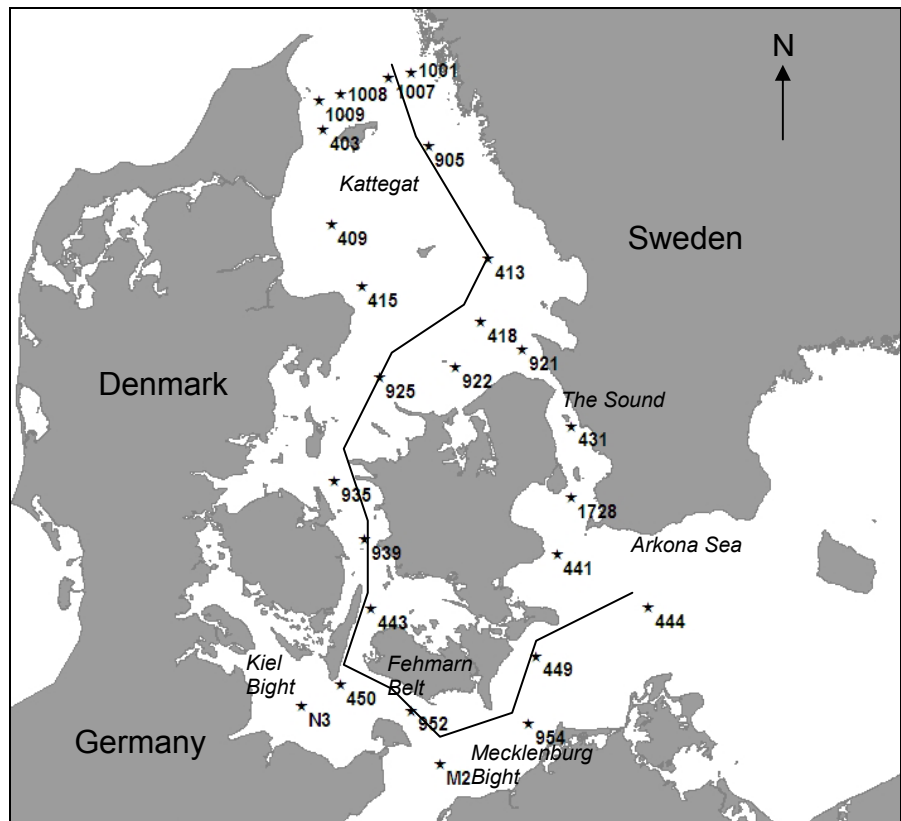 N
1001
1007
1008
1009
403
905
Kattegat
409
Sweden
413
415
418
921
922
Denmark
925
The Sound
431
935
1728
Arkona Sea
939
441
443
444
Kiel
Bight
Fehmarn
Belt
449
450
N3
952
954
Germany
Mecklenburg
Bight
M2